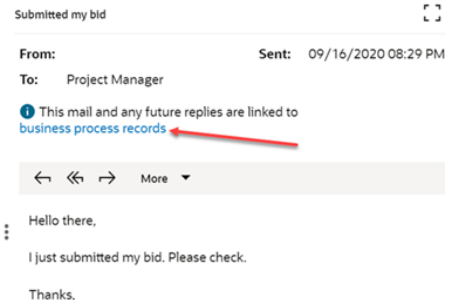 Submitted my bid
From: Sent: 09/16/2020 08:29 PM
To: Project Manager
This mail and any future replies are linked to
business process records
More
Hello there,
I just submitted my bid. Please check.
Thanks,